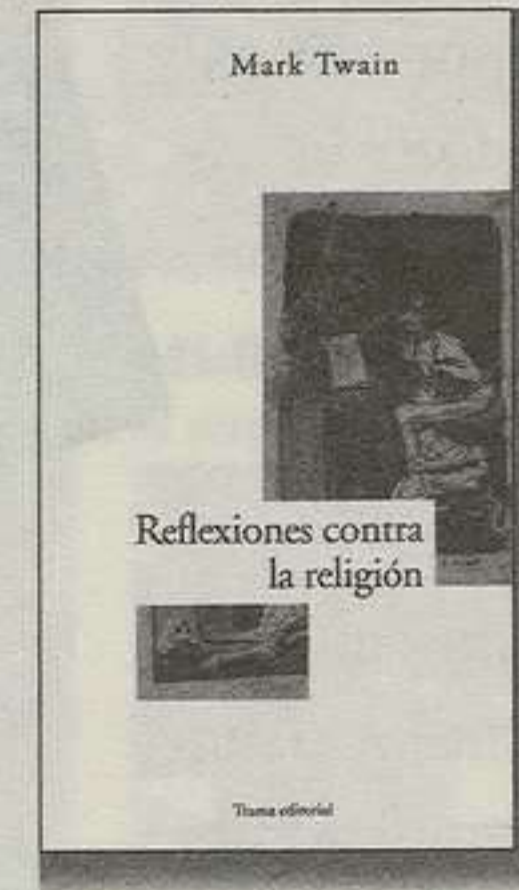 Mark Twain
Reflexiones contra
la religión
Trama editorial